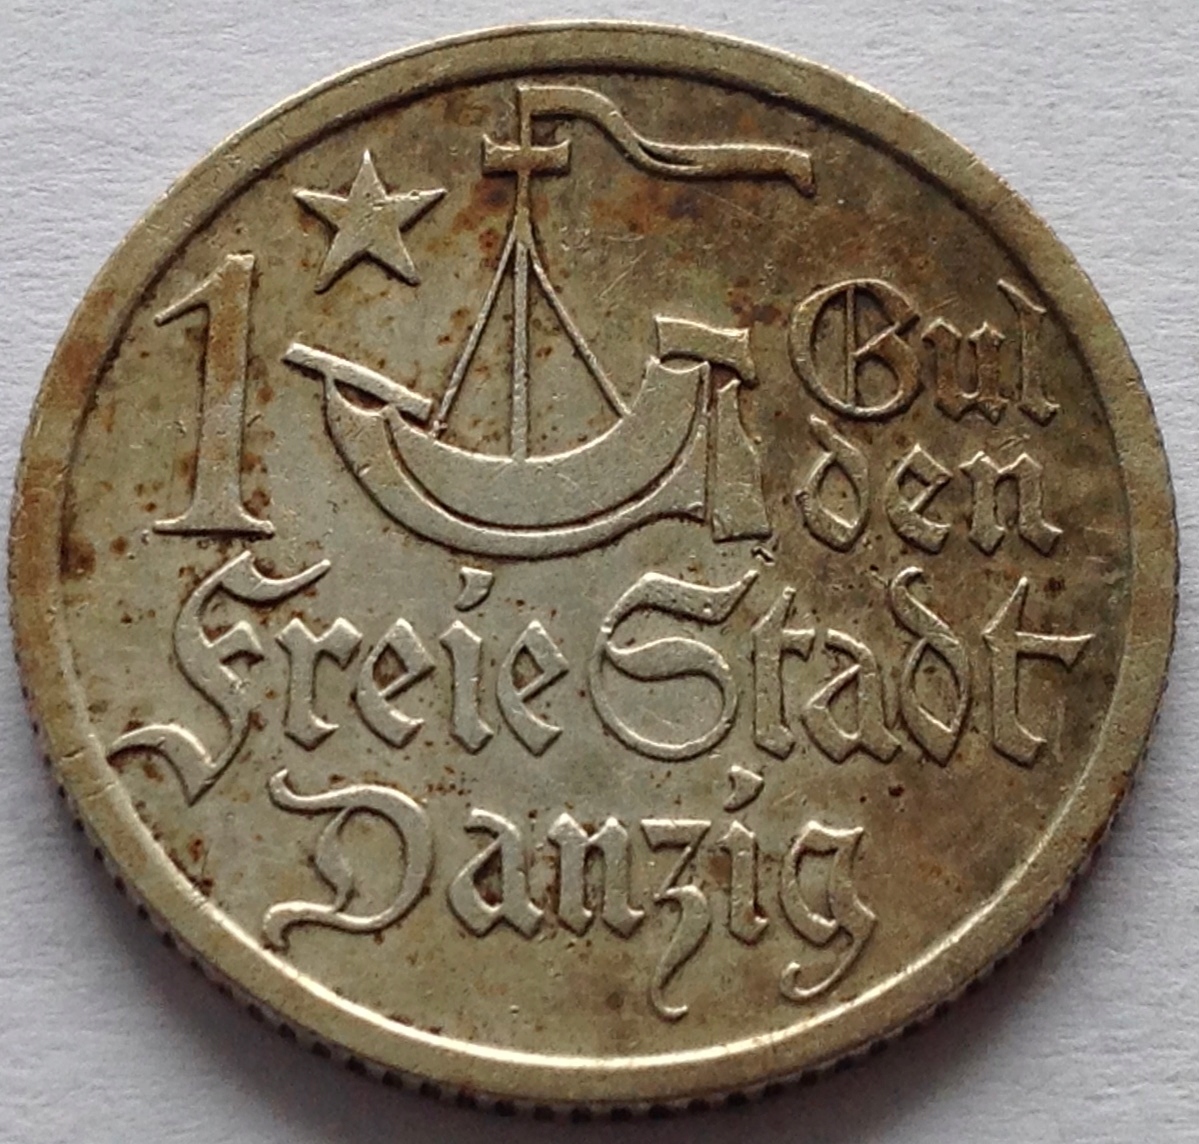 1 Gul
den
Freie Stadt
Danzig